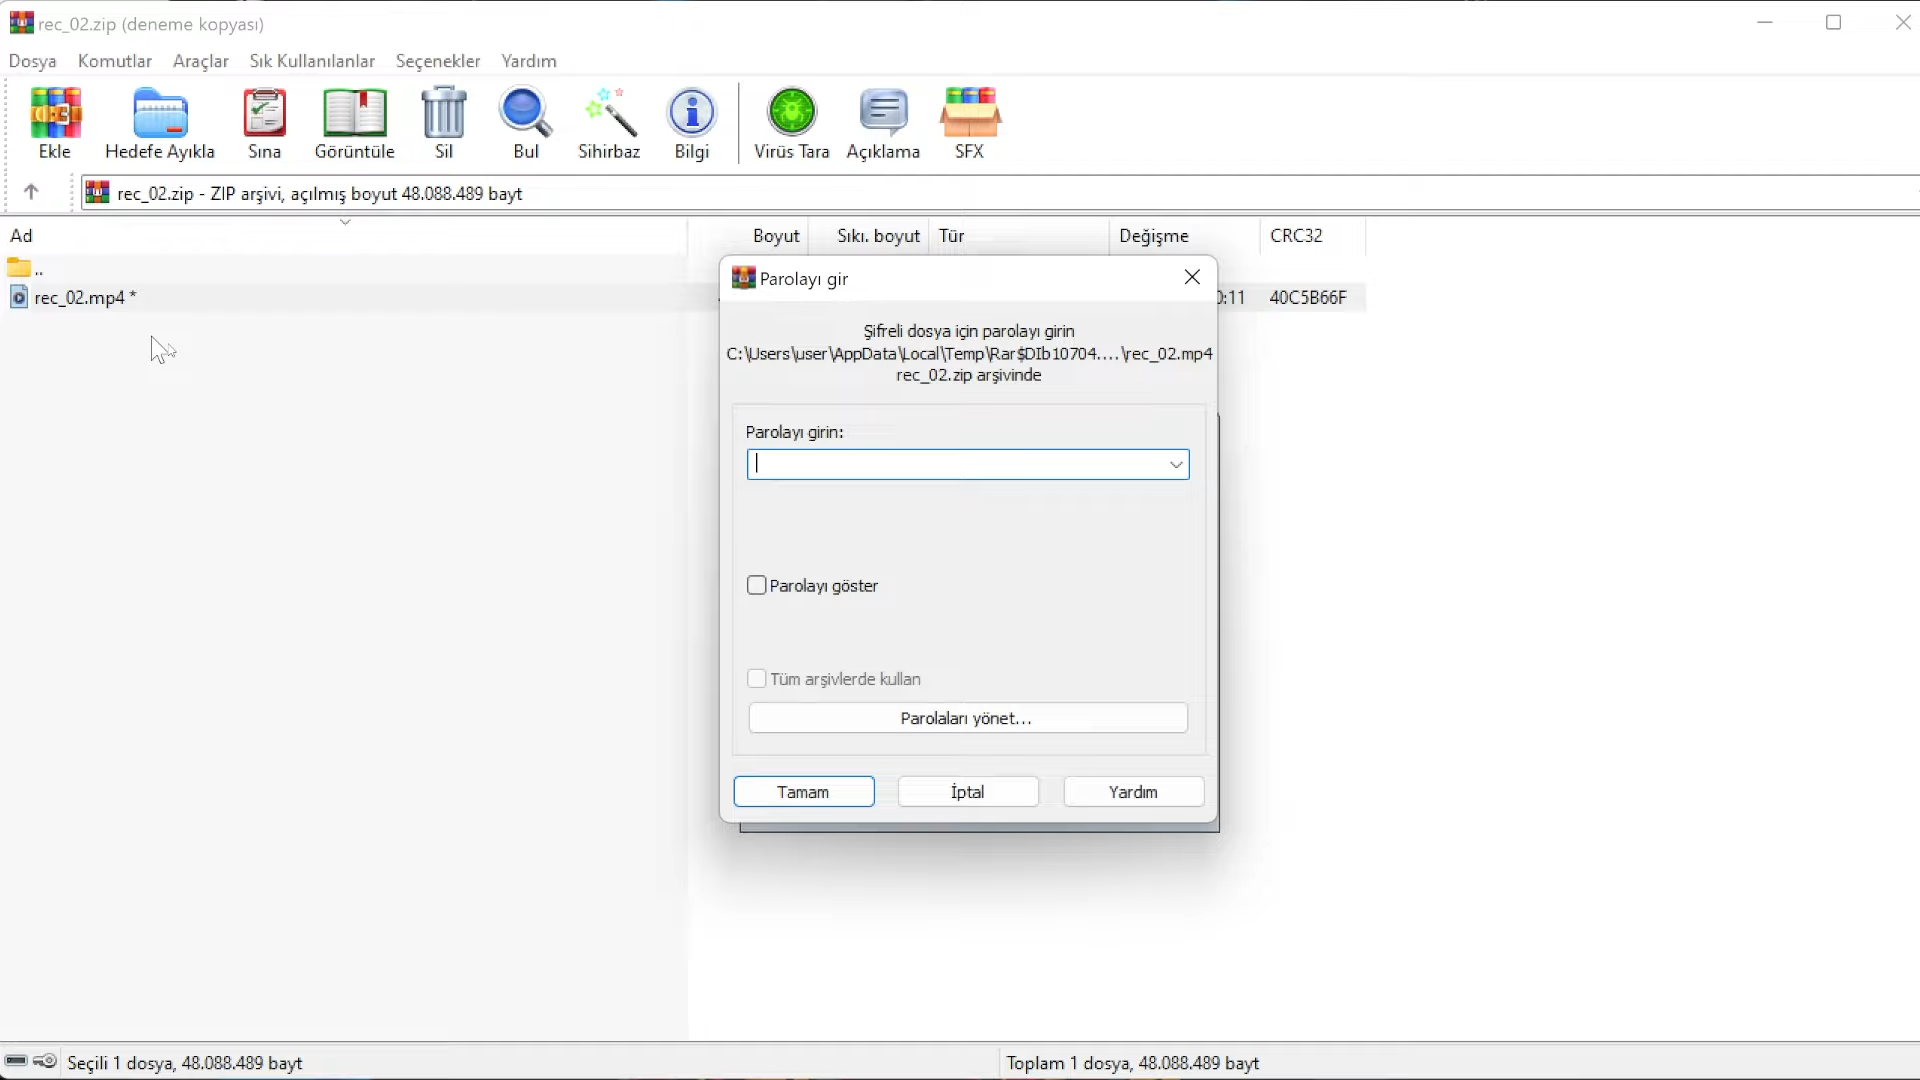 rec_02.zip (deneme kopyası)
Dosya Komutlar Araçlar Sık Kullanılanlar Seçenekler Yardım
Ekle Hedefe Ayıkla Sına Görüntüle Sil Bul Sihirbaz Bilgi Virüs Tara Açıklama SFX
rec_02.zip - ZIP arşivi, açılmış boyut 48.088.489 bayt
Ad Boyut Sıkı. boyut Tür Değişme CRC32
..
rec_02.mp4 * 0:11 40C5B66F
Parolayı gir
Şifreli dosya için parolayı girin
C:\Users\user\AppData\Local\Temp\Rar$DIb10704....\rec_02.mp4
rec_02.zip arşivinde
Parolayı girin:
Parolayı göster
Tüm arşivlerde kullan
Parolaları yönet...
Tamam İptal Yardım
Seçili 1 dosya, 48.088.489 bayt Toplam 1 dosya, 48.088.489 bayt